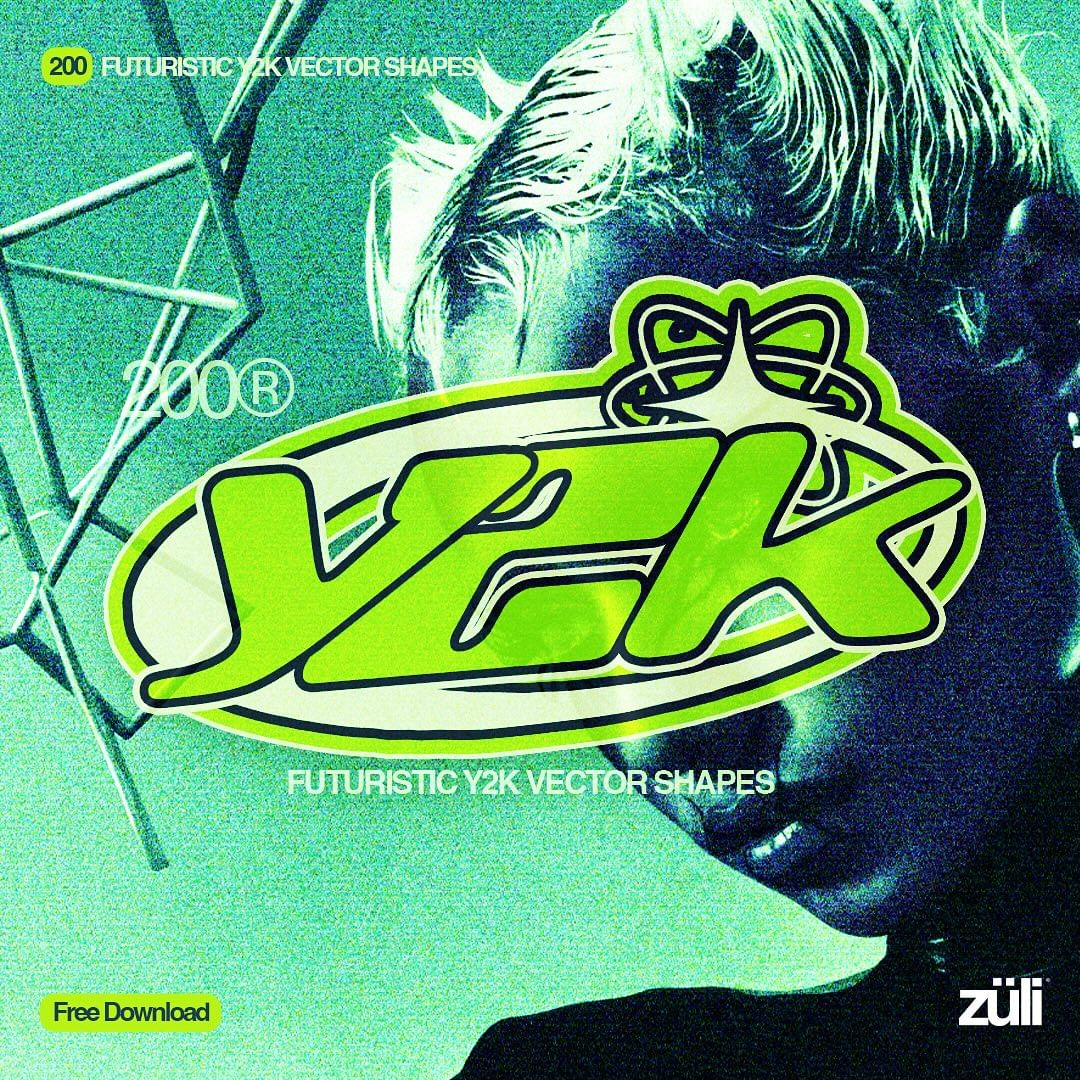 200 FUTURISTIC Y2K VECTOR SHAPES
200®
Y2K
FUTURISTIC Y2K VECTOR SHAPES
Free Download
züli